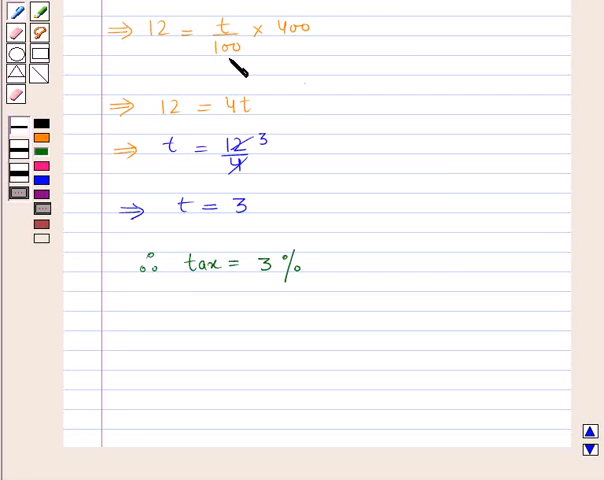 ⇒ 12 = t/100 × 400
⇒ 12 = 4t
⇒ t = 12/4 3
⇒ t = 3
∴ tax = 3%